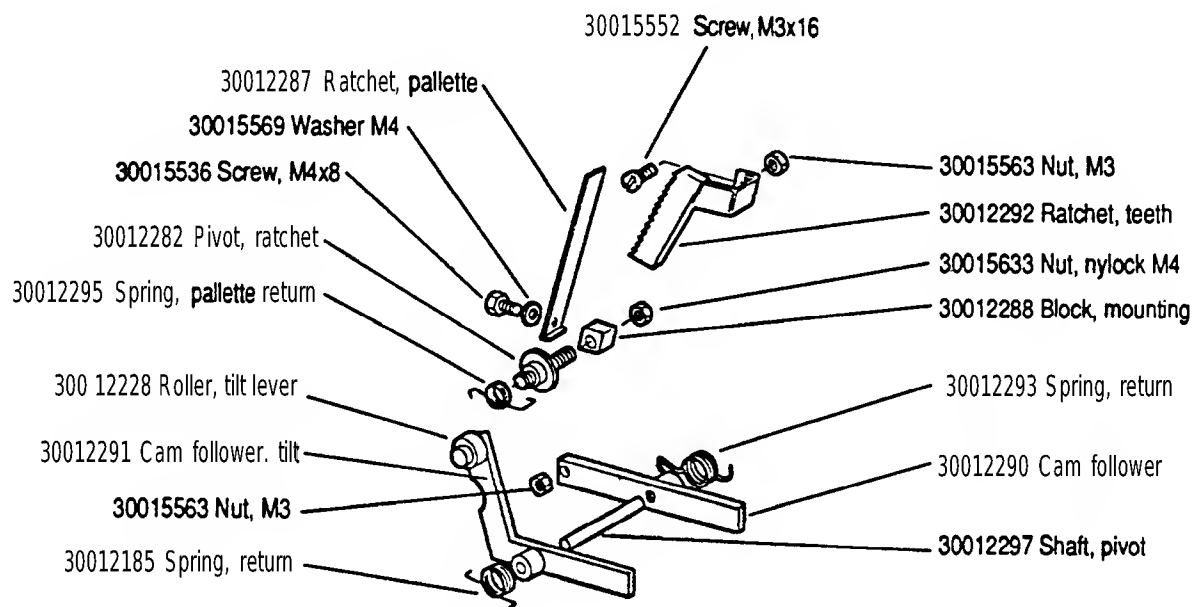 30015552 Screw, M3x16
30012287 Ratchet, pallette
30015569 Washer M4
30015536 Screw, M4x8
30012282 Pivot, ratchet
30012295 Spring, pallette return
300 12228 Roller, tilt lever
30012291 Cam follower. tilt
30015563 Nut, M3
30012185 Spring, return
30015563 Nut, M3
30012292 Ratchet, teeth
30015633 Nut, nylock M4
30012288 Block, mounting
30012293 Spring, return
30012290 Cam follower
30012297 Shaft, pivot